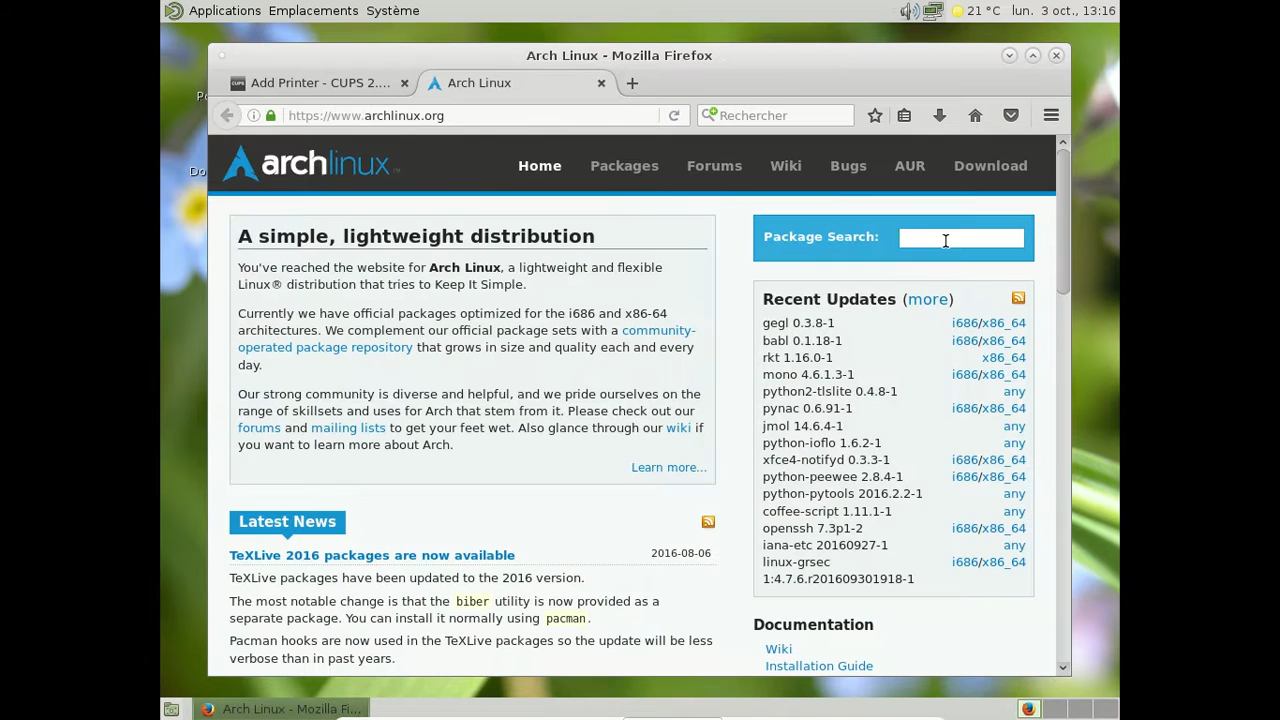 Applications Emplacements Système
21 °C lun. 3 oct., 13:16
Arch Linux - Mozilla Firefox
Add Printer - CUPS 2.... Arch Linux
https://www.archlinux.org Rechercher
archlinux Home Packages Forums Wiki Bugs AUR Download
A simple, lightweight distribution
You've reached the website for Arch Linux, a lightweight and flexible
Linux® distribution that tries to Keep It Simple.
Currently we have official packages optimized for the i686 and x86-64
architectures. We complement our official package sets with a community-
operated package repository that grows in size and quality each and every
day.
Our strong community is diverse and helpful, and we pride ourselves on the
range of skillsets and uses for Arch that stem from it. Please check out our
forums and mailing lists to get your feet wet. Also glance through our wiki if
you want to learn more about Arch.
Learn more...
Latest News
TeXLive 2016 packages are now available 2016-08-06
TeXLive packages have been updated to the 2016 version.
The most notable change is that the biber utility is now provided as a
separate package. You can install it normally using pacman.
Pacman hooks are now used in the TeXLive packages so the update will be less
verbose than in past years.
Package Search:
Recent Updates (more)
gegl 0.3.8-1 i686/x86_64
babl 0.1.18-1 i686/x86_64
rkt 1.16.0-1 x86_64
mono 4.6.1.3-1 i686/x86_64
python2-tlslite 0.4.8-1 any
pynac 0.6.91-1 i686/x86_64
jmol 14.6.4-1 any
python-ioflo 1.6.2-1 any
xfce4-notifyd 0.3.3-1 i686/x86_64
python-peewee 2.8.4-1 i686/x86_64
python-pytools 2016.2.2-1 any
coffee-script 1.11.1-1 any
openssh 7.3p1-2 i686/x86_64
iana-etc 20160927-1 any
linux-grsec i686/x86_64
1:4.7.6.r201609301918-1
Documentation
Wiki
Installation Guide
Arch Linux - Mozilla Fi...